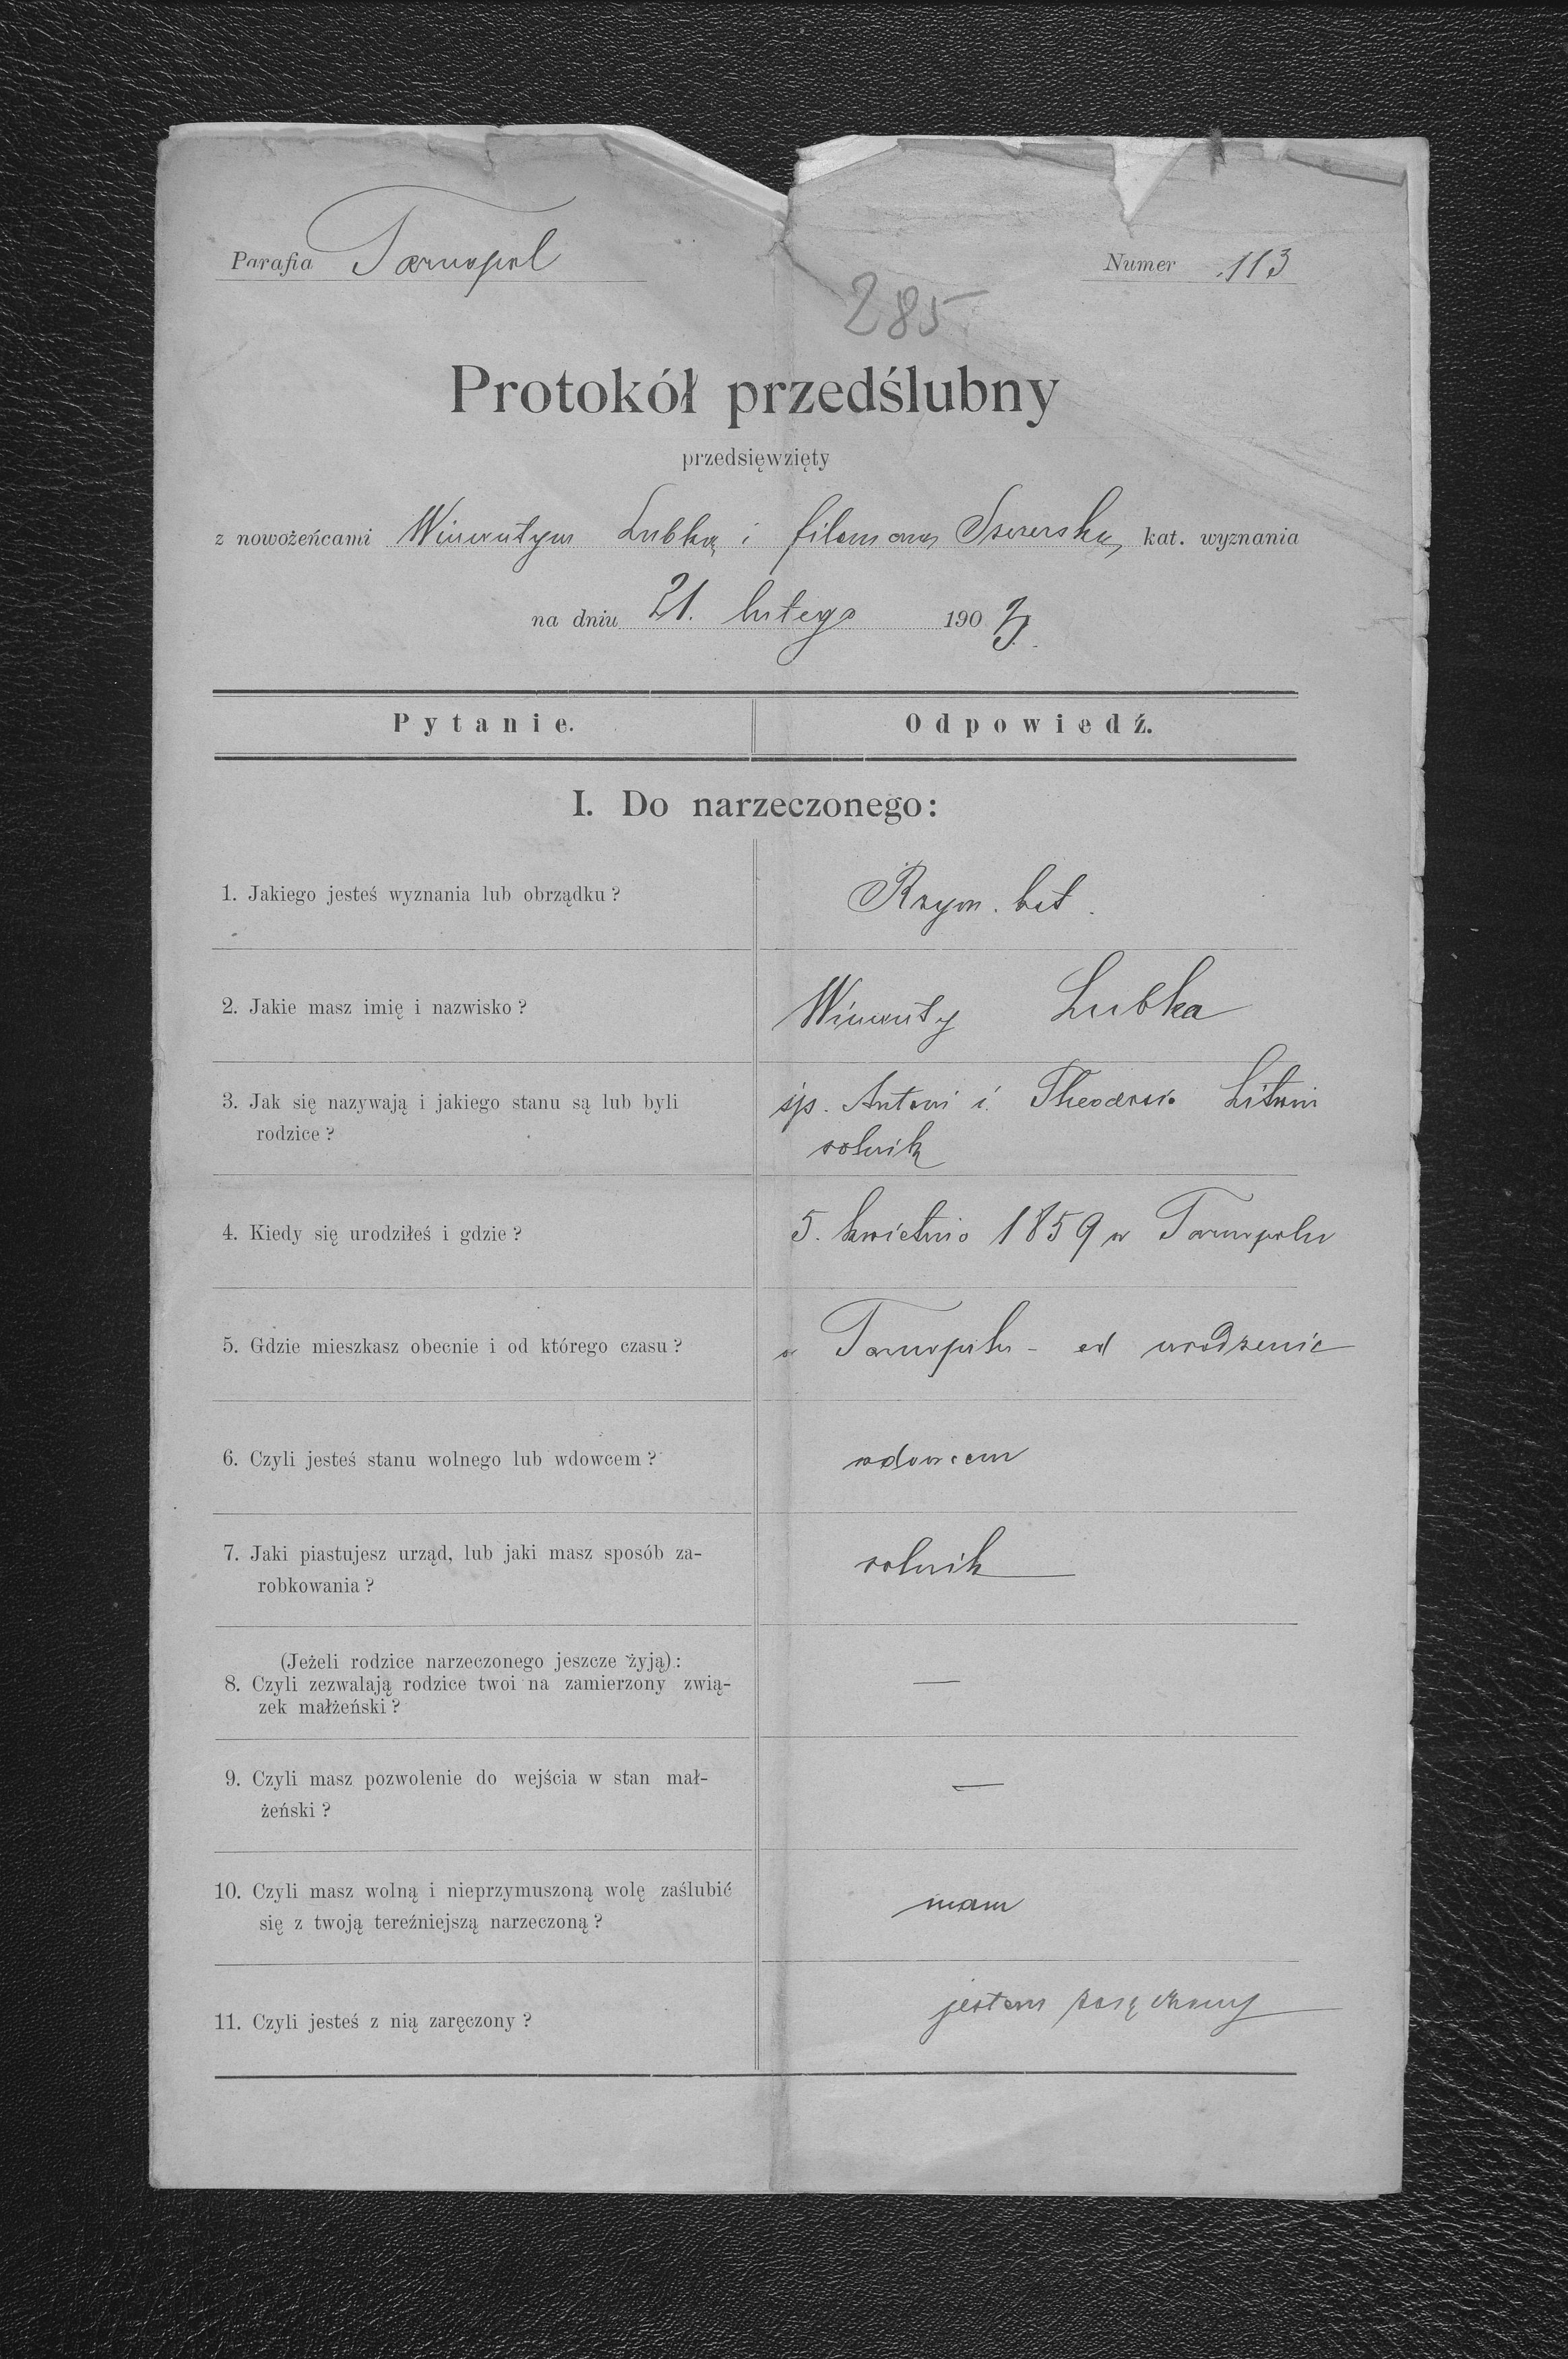 Parafia Tarnopol
Numer 113
285
Protokół przedślubny
przedsięwzięty
z nowożeńcami Wincentym Lubką i filomeną kat. wyznania
na dniu 21. lutego 190
Pytanie.
Odpowiedź.
I. Do narzeczonego:
1. Jakiego jesteś wyznania lub obrządku?
Rzym. kat.
2. Jakie masz imię i nazwisko?
Wincenty Lubka
3. Jak się nazywają i jakiego stanu są lub byli
rodzice?
śp. Antoni i Litwin
rolnik
4. Kiedy się urodziłeś i gdzie?
5. kwietnia 1859 w Tarnopolu
5. Gdzie mieszkasz obecnie i od którego czasu?
w Tarnopolu - od urodzenia
6. Czyli jesteś stanu wolnego lub wdowcem?
wdowcem
7. Jaki piastujesz urząd, lub jaki masz sposób za-
robkowania?
rolnik
(Jeżeli rodzice narzeczonego jeszcze żyją):
8. Czyli zezwalają rodzice twoi na zamierzony zwią-
zek małżeński?
—
9. Czyli masz pozwolenie do wejścia w stan mał-
żeński?
—
10. Czyli masz wolną i nieprzymuszoną wolę zaślubić
się z twoją tereźniejszą narzeczoną?
mam
11. Czyli jesteś z nią zaręczony?
jestem zaręczony